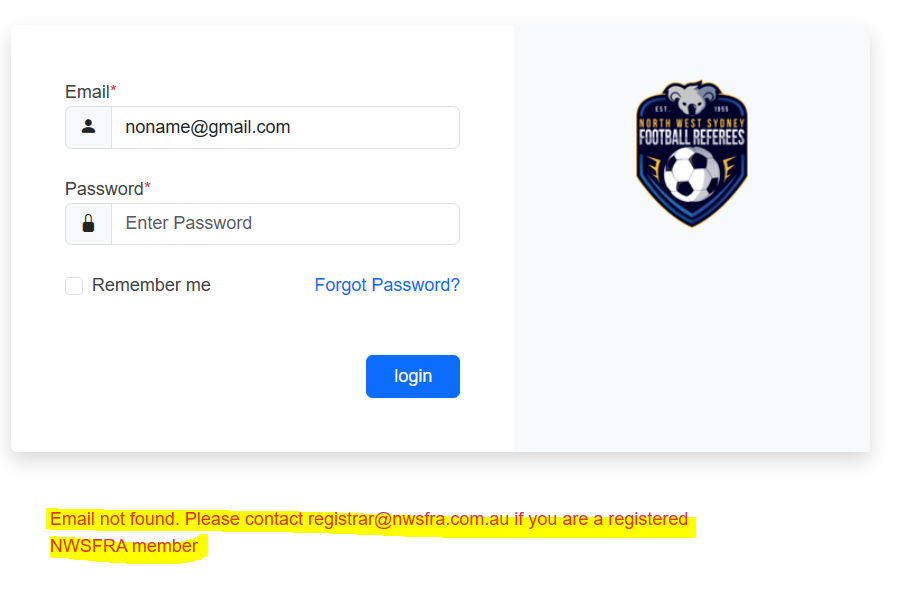 Email*
noname@gmail.com
Password*
Enter Password
Remember me
Forgot Password?
login
EST. 1955
NORTH WEST SYDNEY
FOOTBALL REFEREES
Email not found. Please contact registrar@nwsfra.com.au if you are a registered
NWSFRA member